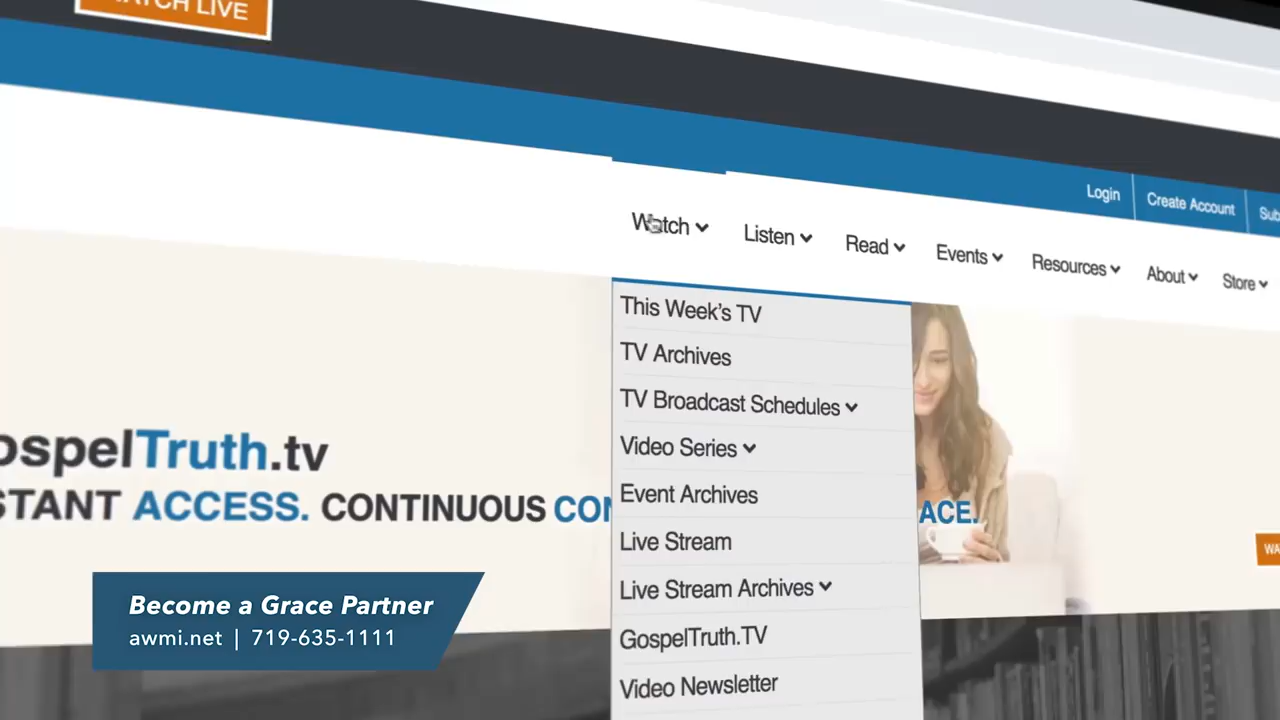 WATCH LIVE
Login
Create Account
Watch
Listen
Read
Events
Resources
About
Store
This Week's TV
TV Archives
TV Broadcast Schedules
Video Series
Event Archives
Live Stream
Live Stream Archives
GospelTruth.TV
Video Newsletter
ospelTruth.tv
STANT ACCESS. CONTINUOUS CON
ACE.
Become a Grace Partner
awmi.net | 719-635-1111